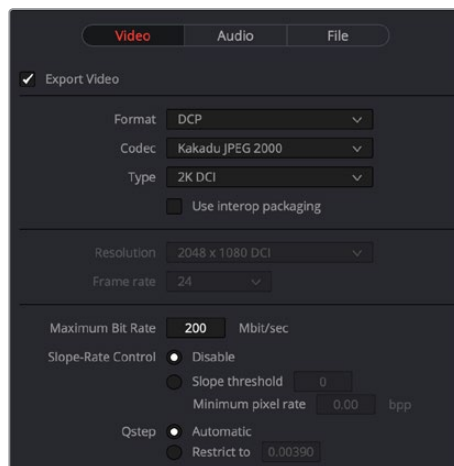 Video Audio File
Export Video
Format DCP
Codec Kakadu JPEG 2000
Type 2K DCI
Use interop packaging
Resolution 2048 x 1080 DCI
Frame rate 24
Maximum Bit Rate 200 Mbit/sec
Slope-Rate Control Disable
Slope threshold 0
Minimum pixel rate 0.00 bpp
Qstep Automatic
Restrict to 0.00390